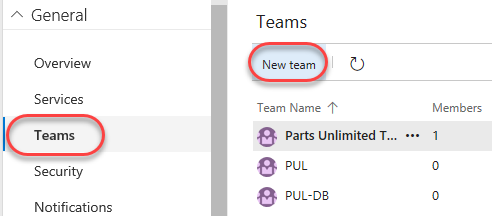 General
Overview
Services
Teams
Security
Notifications
Teams
New team
Team Name Members
Parts Unlimited T... ••• 1
PUL 0
PUL-DB 0